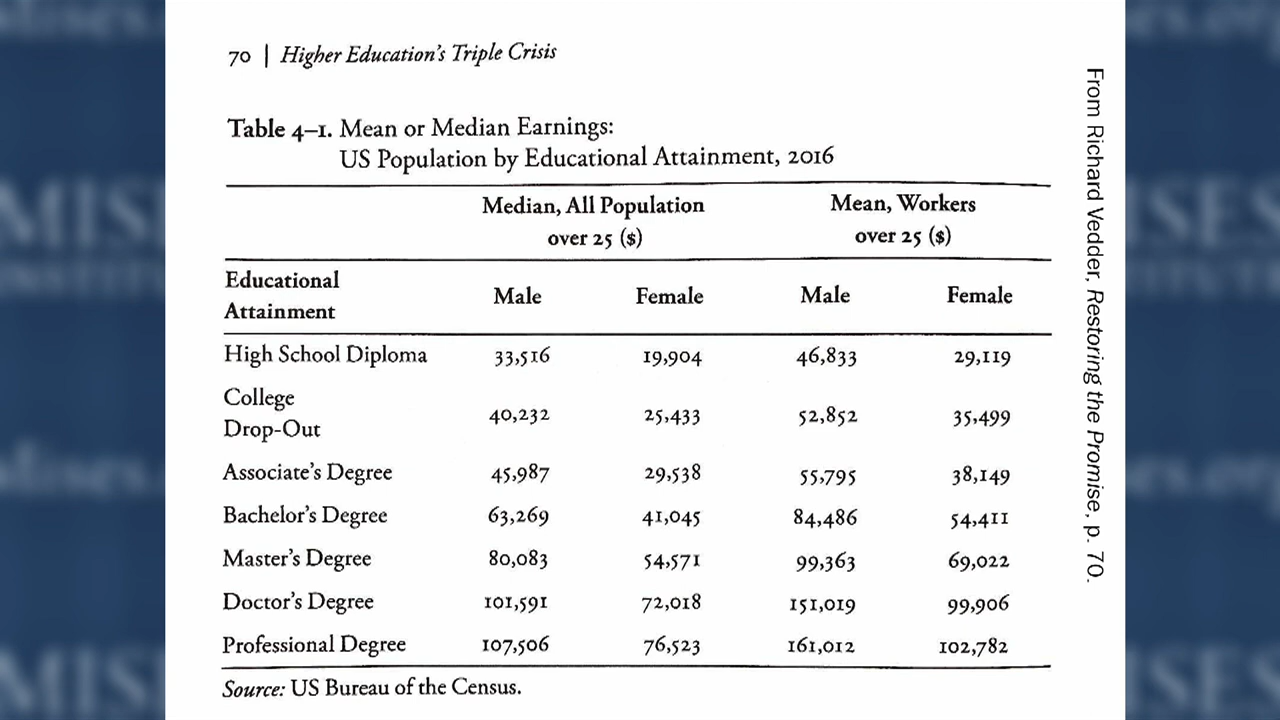 70 | Higher Education's Triple Crisis
Table 4–1. Mean or Median Earnings:
US Population by Educational Attainment, 2016
Median, All Population Mean, Workers
over 25 ($) over 25 ($)
Educational
Attainment Male Female Male Female
High School Diploma 33,516 19,904 46,833 29,119
College
Drop-Out 40,232 25,433 52,852 35,499
Associate's Degree 45,987 29,538 55,795 38,149
Bachelor's Degree 63,269 41,045 84,486 54,411
Master's Degree 80,083 54,571 99,363 69,022
Doctor's Degree 101,591 72,018 151,019 99,906
Professional Degree 107,506 76,523 161,012 102,782
Source: US Bureau of the Census.
From Richard Vedder, Restoring the Promise, p. 70.